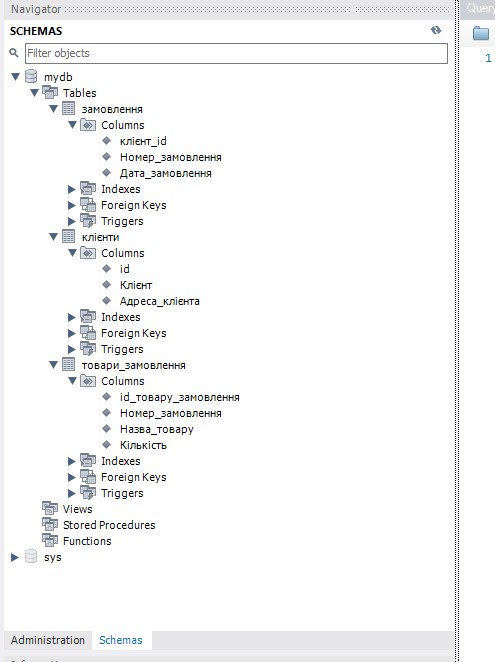 Navigator
Query
SCHEMAS
Filter objects
1
mydb
Tables
замовлення
Columns
клієнт_id
Номер_замовлення
Дата_замовлення
Indexes
Foreign Keys
Triggers
клієнти
Columns
id
Клієнт
Адреса_клієнта
Indexes
Foreign Keys
Triggers
товари_замовлення
Columns
id_товару_замовлення
Номер_замовлення
Назва_товару
Кількість
Indexes
Foreign Keys
Triggers
Views
Stored Procedures
Functions
sys
Administration Schemas